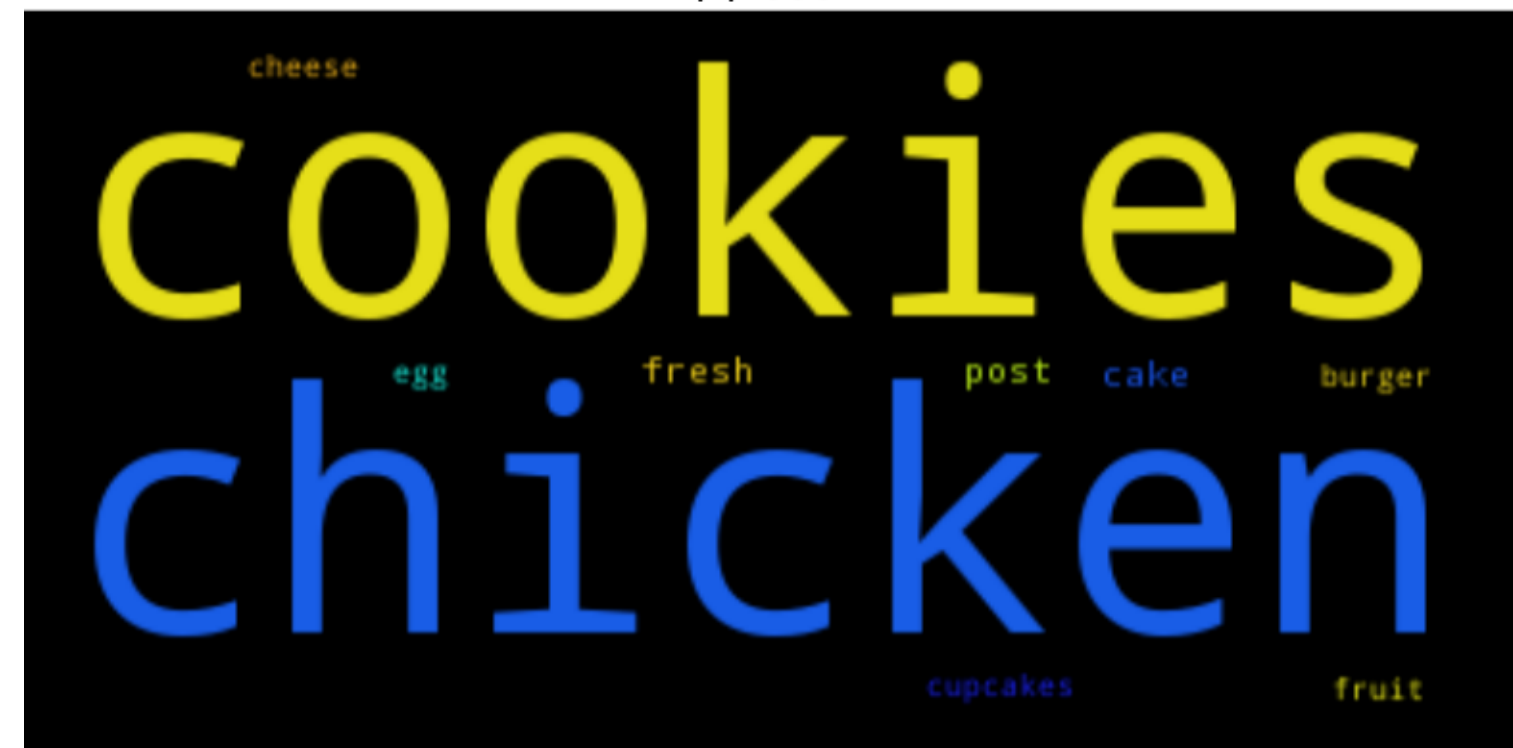 cheese
cookies
egg fresh post cake burger
chicken
cupcakes fruit